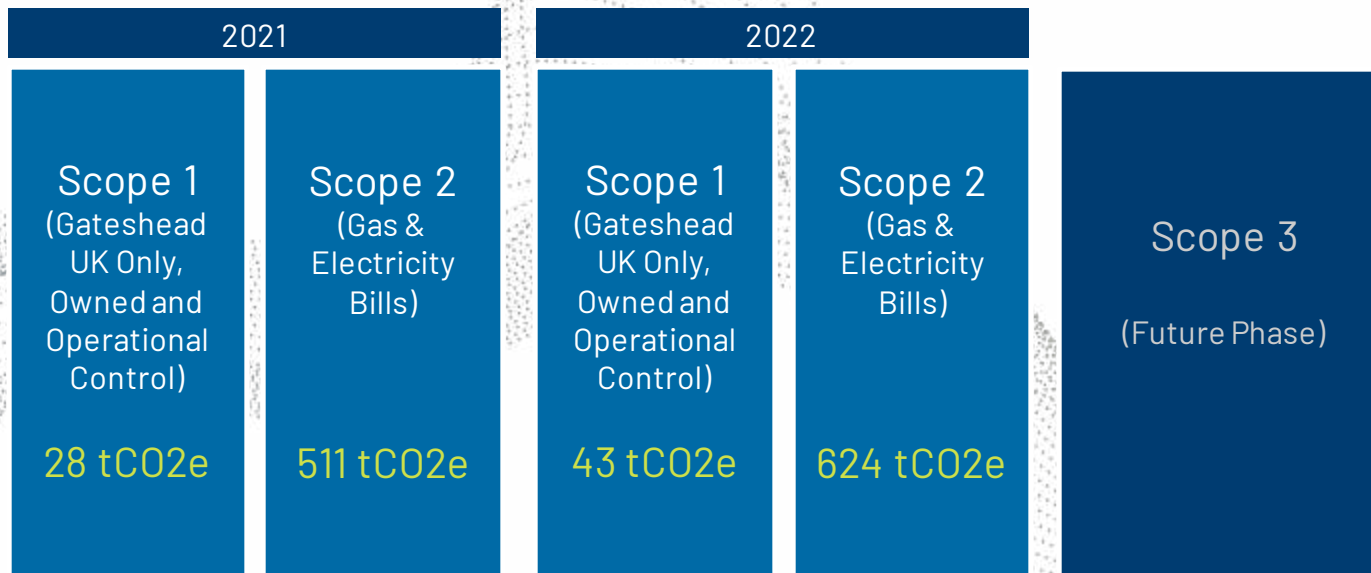 2021
Scope 1
(Gateshead
UK Only,
Owned and
Operational
Control)
28 tCO2e
Scope 2
(Gas &
Electricity
Bills)
511 tCO2e
2022
Scope 1
(Gateshead
UK Only,
Owned and
Operational
Control)
43 tCO2e
Scope 2
(Gas &
Electricity
Bills)
624 tCO2e
Scope 3
(Future Phase)